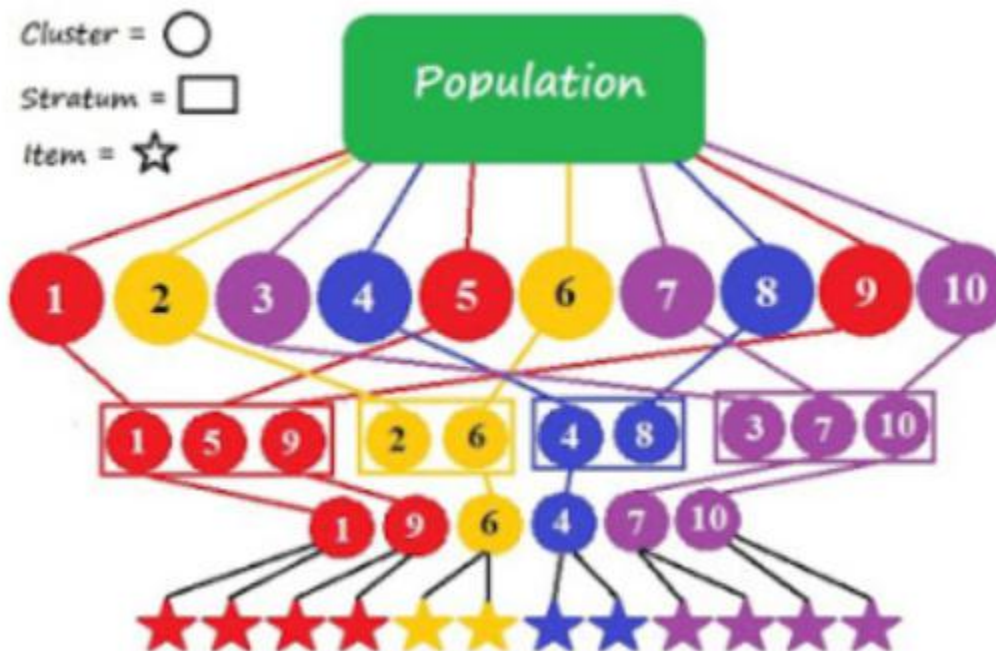 Cluster =
Population
Stratum =
Item =
1 2 3 4 5 6 7 8 9 10
1 5 9 2 6 4 8 3 7 10
1 9 6 4 7 10